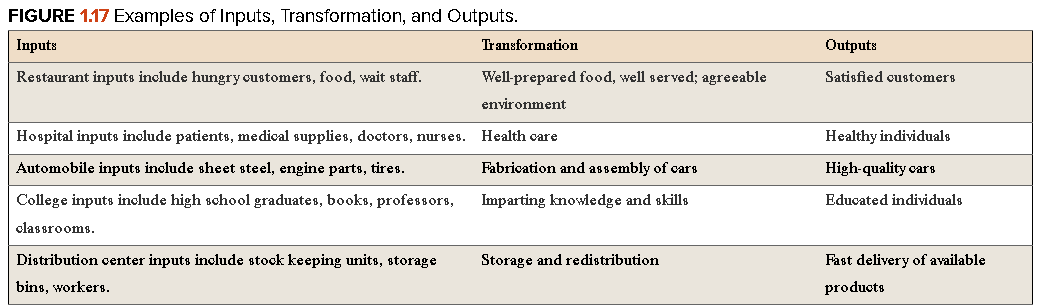 FIGURE 1.17 Examples of Inputs, Transformation, and Outputs.
Inputs Transformation Outputs
Restaurant inputs include hungry customers, food, wait staff. Well-prepared food, well served; agreeable Satisfied customers
environment
Hospital inputs include patients, medical supplies, doctors, nurses. Health care Healthy individuals
Automobile inputs include sheet steel, engine parts, tires. Fabrication and assembly of cars High-quality cars
College inputs include high school graduates, books, professors, Imparting knowledge and skills Educated individuals
classrooms.
Distribution center inputs include stock keeping units, storage Storage and redistribution Fast delivery of available
bins, workers. products